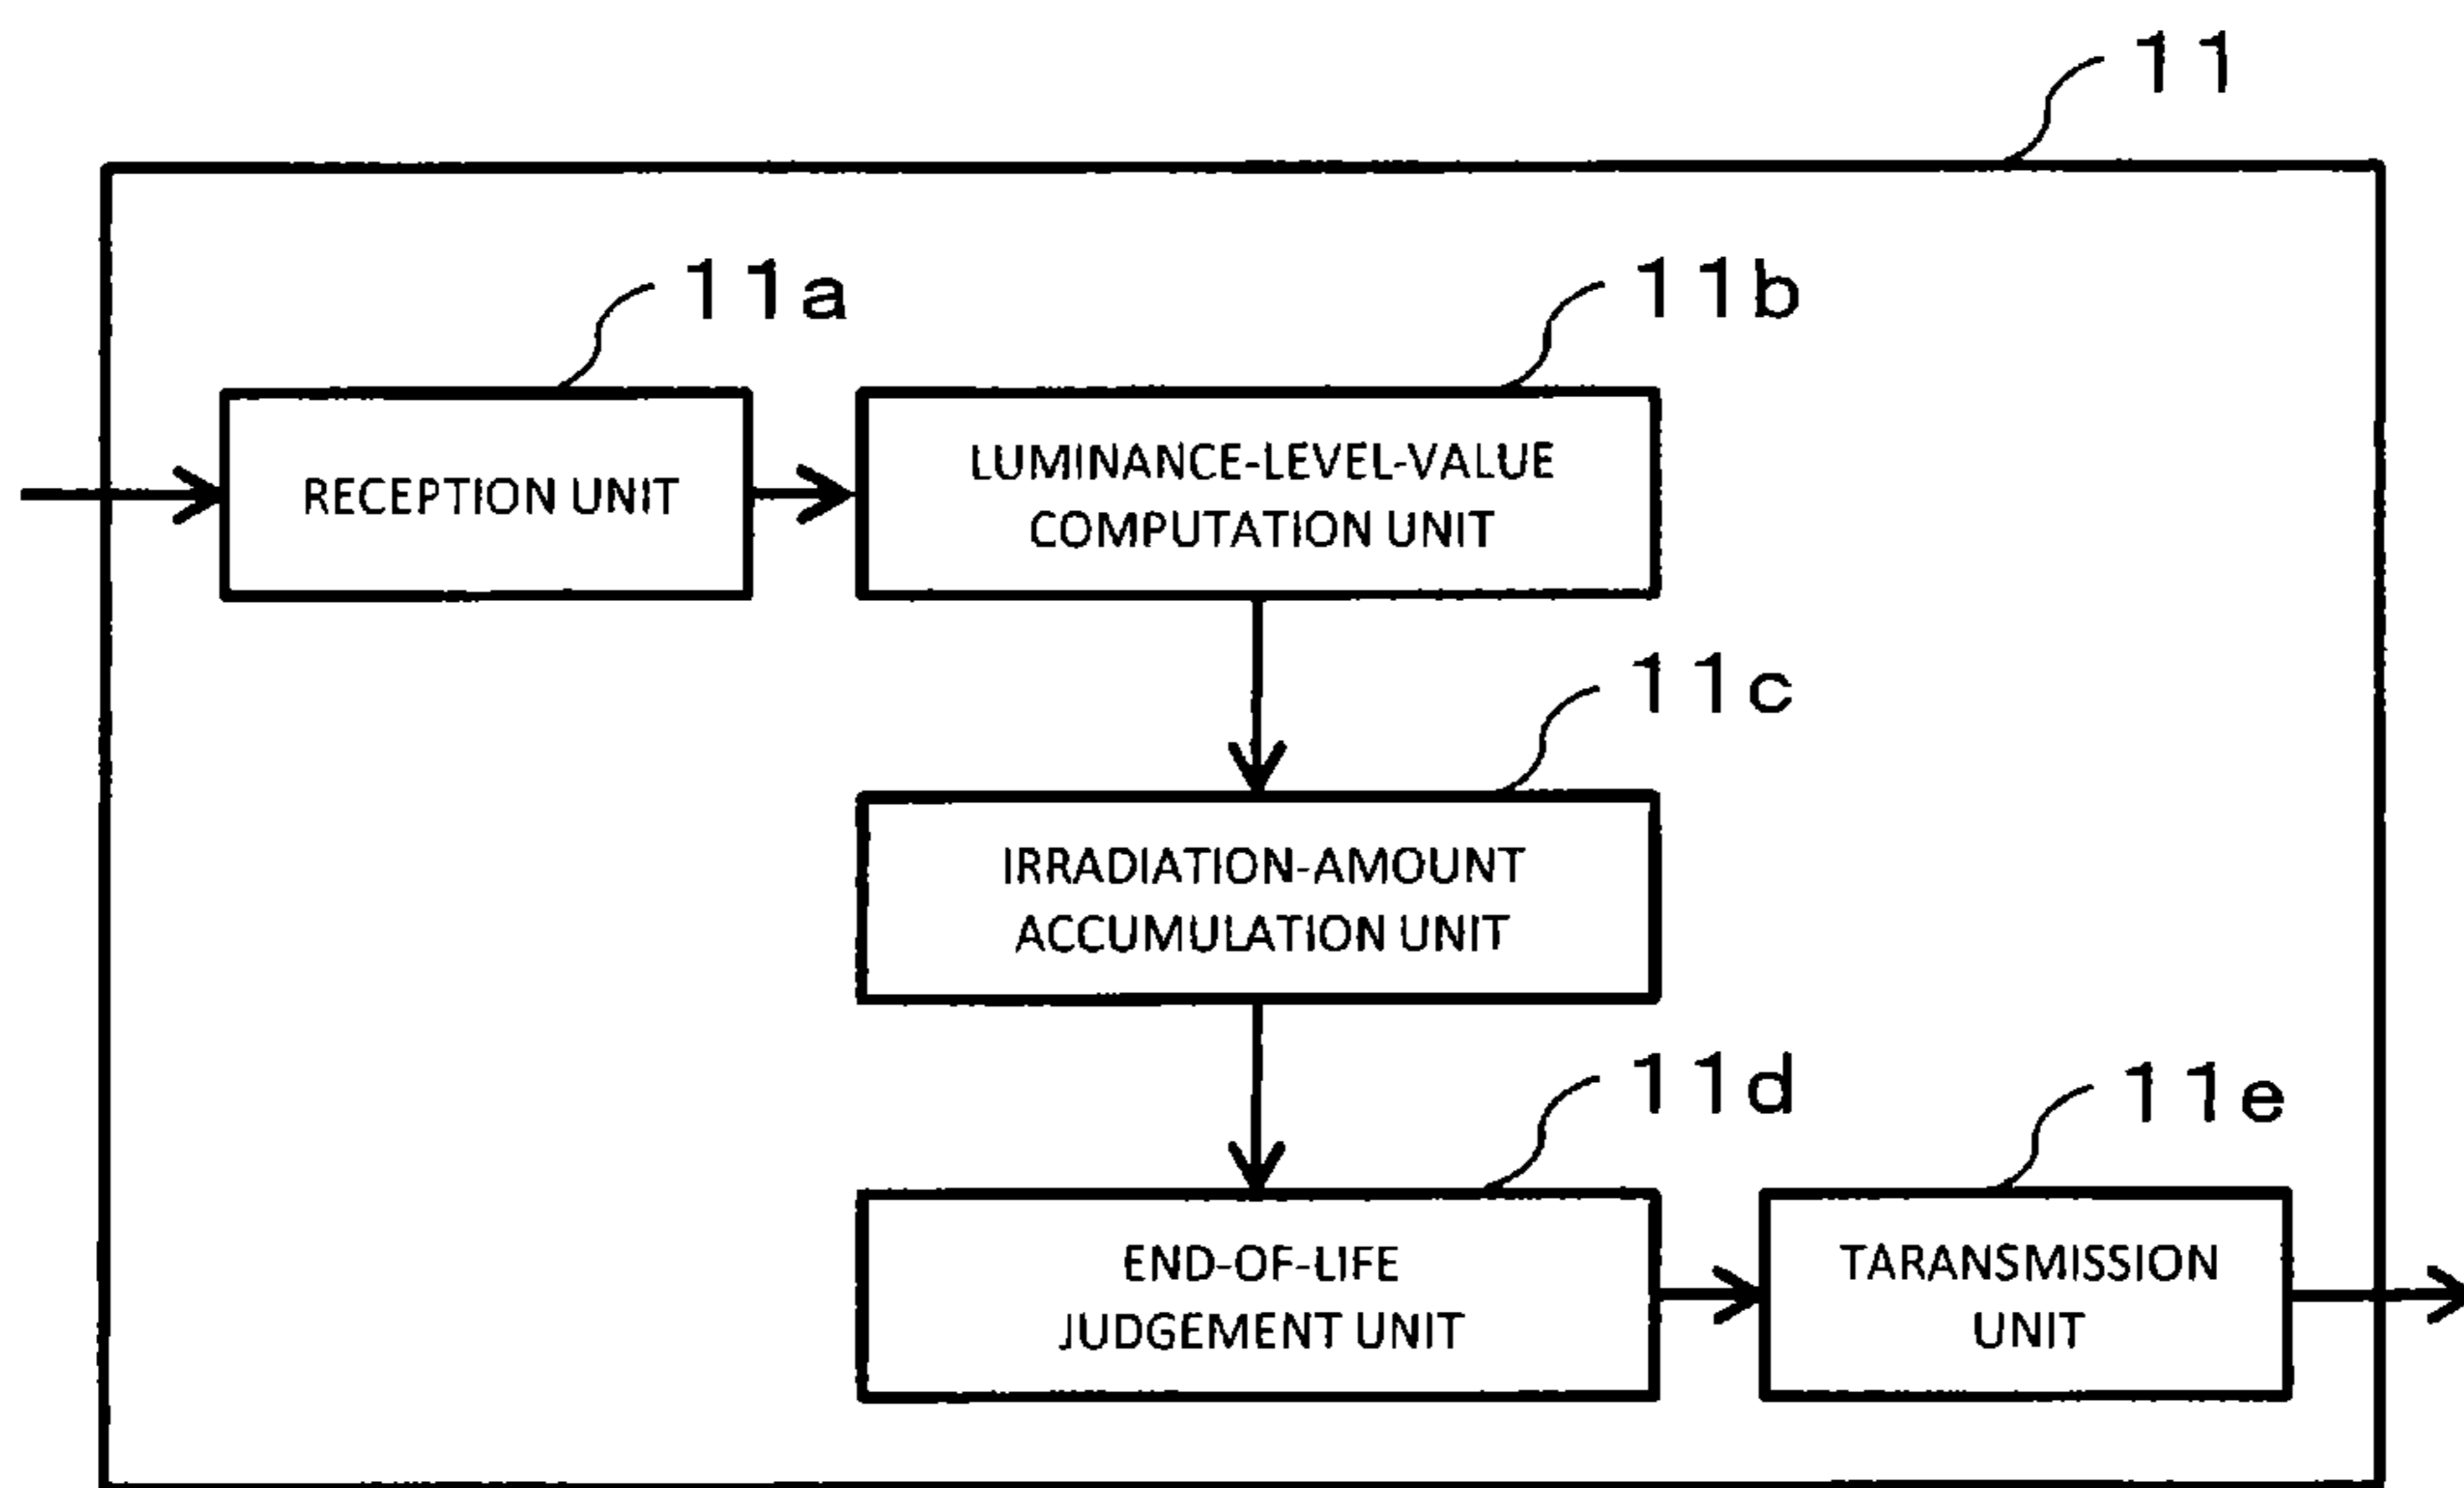 11
11a
11b
RECEPTION UNIT
LUMINANCE-LEVEL-VALUE
COMPUTATION UNIT
11c
IRRADIATION-AMOUNT
ACCUMULATION UNIT
11d
11e
END-OF-LIFE
JUDGEMENT UNIT
TARANSMISSION
UNIT